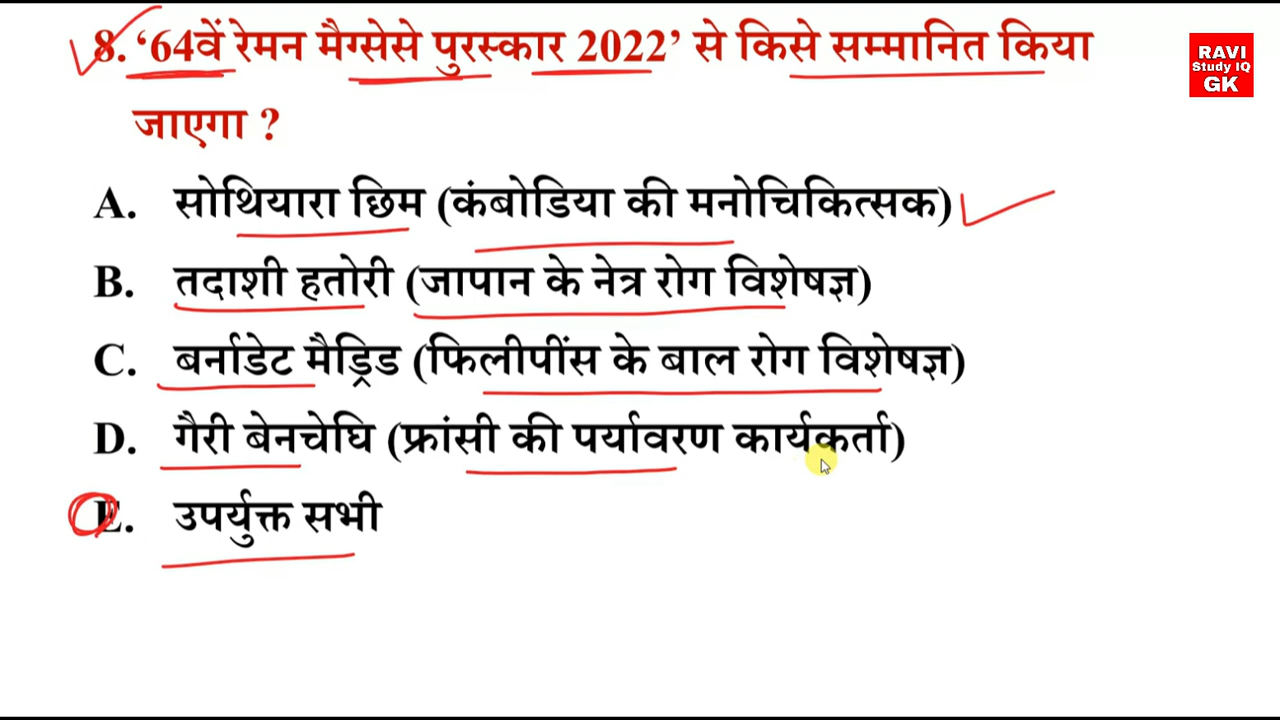 8. ‘64वें रेमन मैग्सेसे पुरस्कार 2022’ से किसे सम्मानित किया
जाएगा ?
A. सोथियारा छिम (कंबोडिया की मनोचिकित्सक)
B. तदाशी हतोरी (जापान के नेत्र रोग विशेषज्ञ)
C. बर्नाडेट मैड्रिड (फिलीपींस के बाल रोग विशेषज्ञ)
D. गैरी बेनचेघि (फ्रांसी की पर्यावरण कार्यकर्ता)
E. उपर्युक्त सभी
RAVI
Study IQ
GK